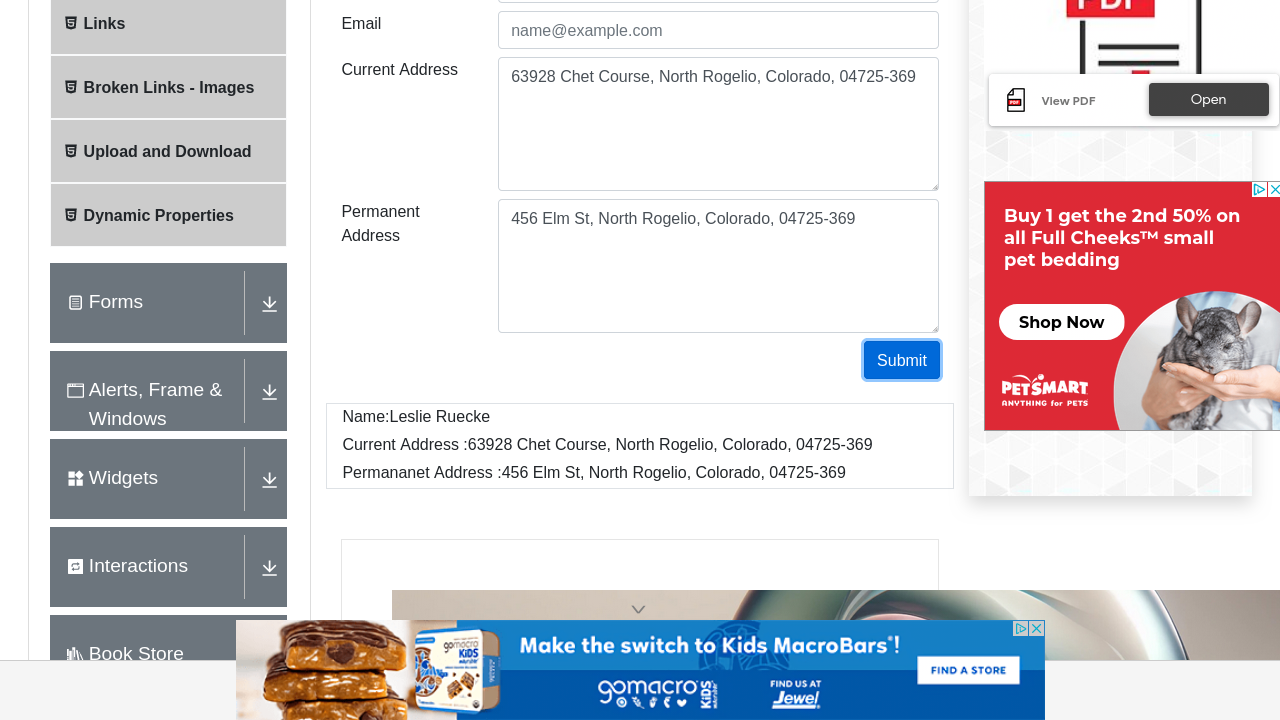 Links
Broken Links - Images
Upload and Download
Dynamic Properties
Forms
Alerts, Frame &
Windows
Widgets
Interactions
Book Store
Email
name@example.com
Current Address
63928 Chet Course, North Rogelio, Colorado, 04725-369
Permanent
Address
456 Elm St, North Rogelio, Colorado, 04725-369
Submit
Name:Leslie Ruecke
Current Address :63928 Chet Course, North Rogelio, Colorado, 04725-369
Permananet Address :456 Elm St, North Rogelio, Colorado, 04725-369
PDF
View PDF
Open
Buy 1 get the 2nd 50% on
all Full Cheeks™ small
pet bedding
Shop Now
PETSMART
ANYTHING for PETS
gomacro
KIDS
MACROBAR
Make the switch to Kids MacroBars®!
gomacro KIDS
FIND US AT
Jewel
FIND A STORE